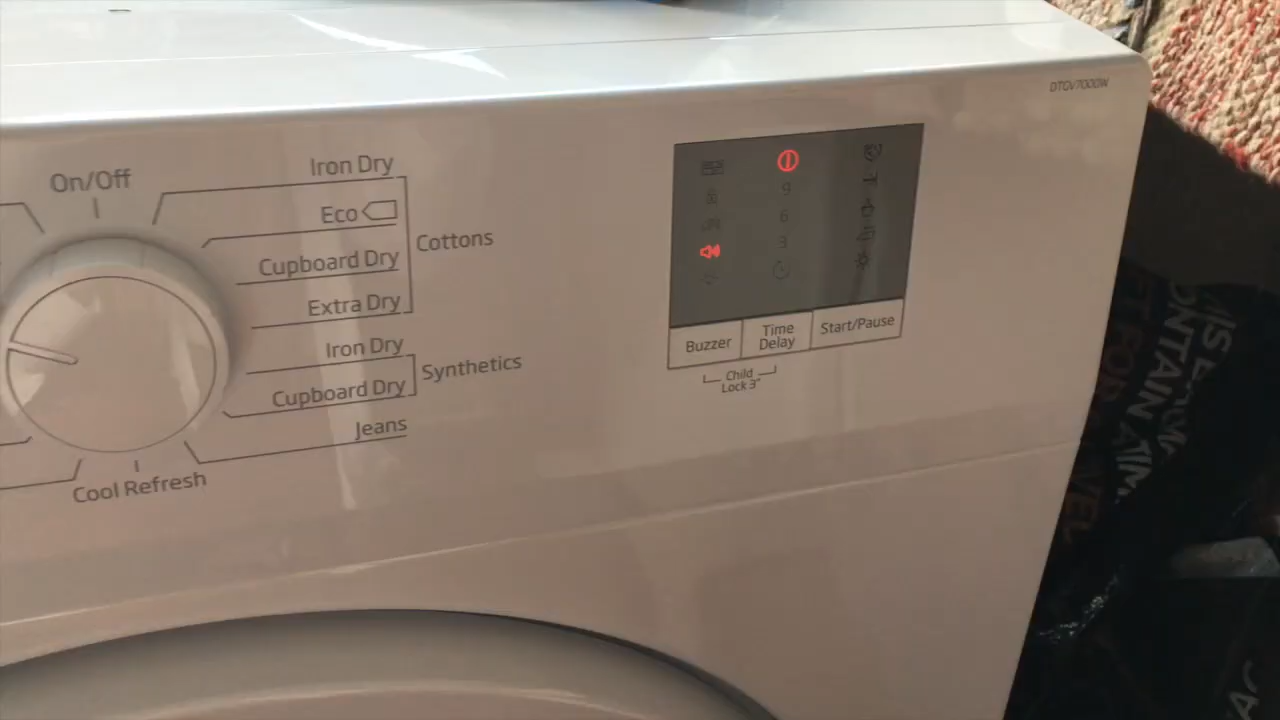 DTGV7000W
On/Off
Iron Dry
Eco
Cupboard Dry
Extra Dry
Cottons
Iron Dry
Cupboard Dry
Synthetics
Jeans
Cool Refresh
9
6
3
Buzzer
Time
Delay
Start/Pause
Child
Lock 3"